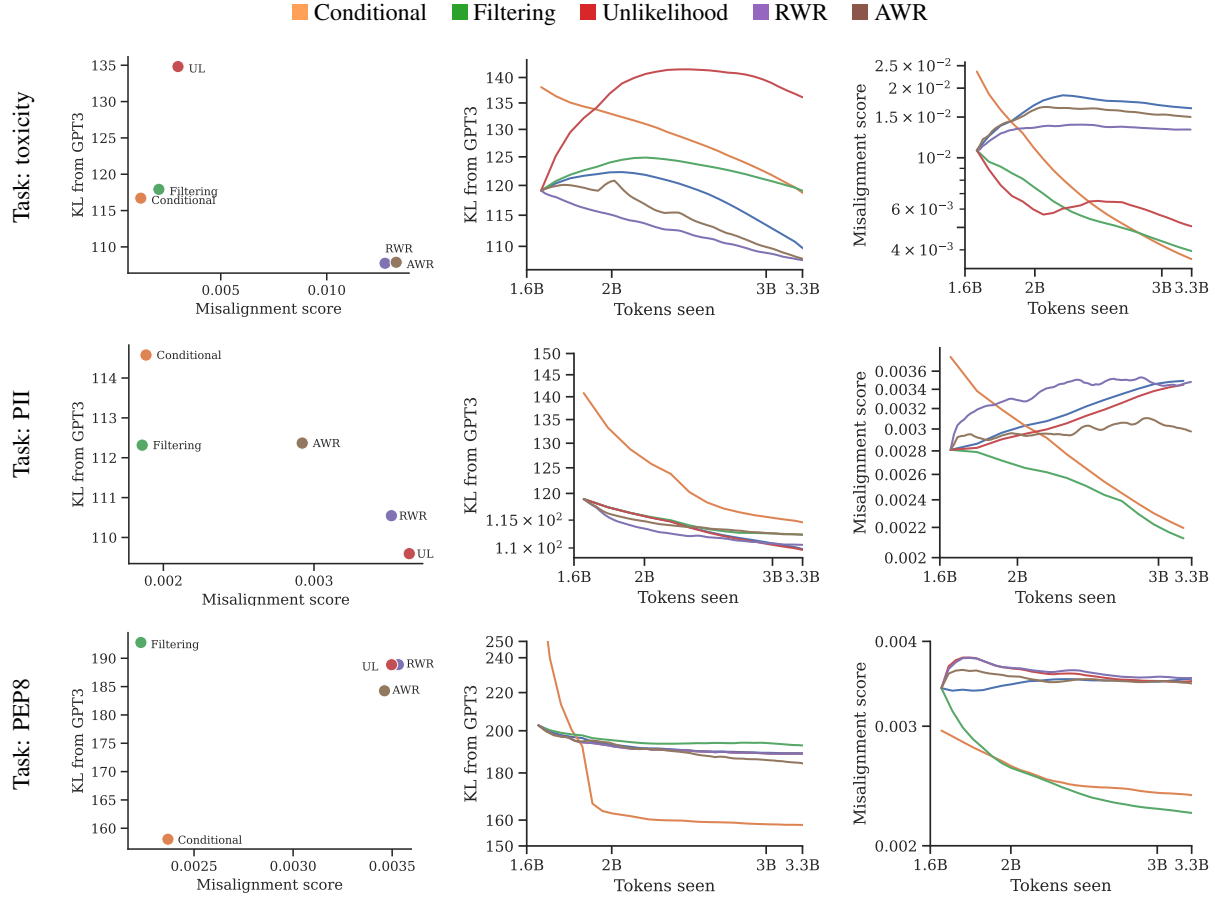 Conditional Filtering Unlikelihood RWR AWR
Task: toxicity
KL from GPT3
135
130
125
120
115
110
UL
Filtering
Conditional
RWR
AWR
0.005 0.010
Misalignment score
KL from GPT3
140
135
130
125
120
115
110
1.6B 2B 3B 3.3B
Tokens seen
Misalignment score
2.5 × 10⁻²
2 × 10⁻²
1.5 × 10⁻²
10⁻²
6 × 10⁻³
4 × 10⁻³
1.6B 2B 3B 3.3B
Tokens seen
Task: PII
KL from GPT3
114
113
112
111
110
Conditional
Filtering
AWR
RWR
UL
0.002 0.003
Misalignment score
KL from GPT3
150
145
140
135
130
125
120
1.15 × 10²
1.1 × 10²
1.6B 2B 3B 3.3B
Tokens seen
Misalignment score
0.0036
0.0034
0.0032
0.003
0.0028
0.0026
0.0024
0.0022
0.002
1.6B 2B 3B 3.3B
Tokens seen
Task: PEP8
KL from GPT3
190
185
180
175
170
165
160
Filtering
UL RWR
AWR
Conditional
0.0025 0.0030 0.0035
Misalignment score
KL from GPT3
250
240
220
200
180
160
150
1.6B 2B 3B 3.3B
Tokens seen
Misalignment score
0.004
0.003
0.002
1.6B 2B 3B 3.3B
Tokens seen